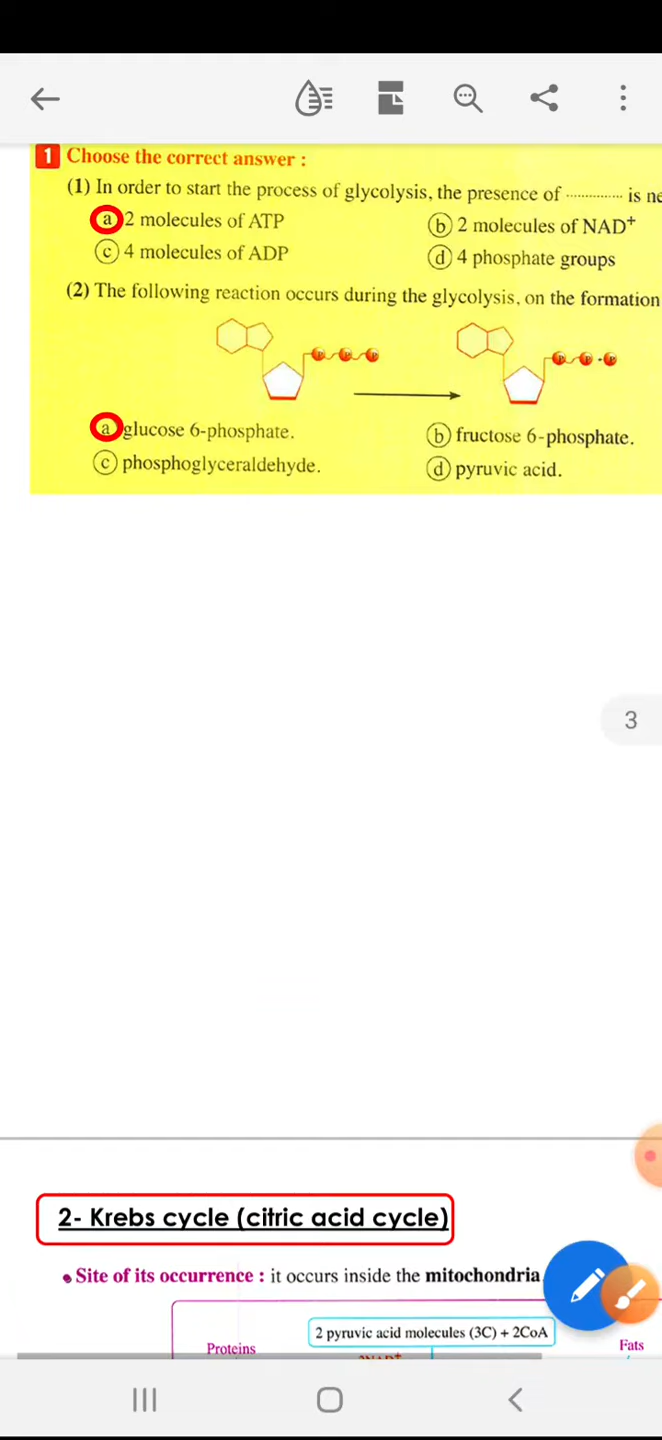 1 Choose the correct answer :
(1) In order to start the process of glycolysis, the presence of .............. is
a 2 molecules of ATP
b 2 molecules of NAD+
c 4 molecules of ADP
d 4 phosphate groups
(2) The following reaction occurs during the glycolysis, on the formation
P P P
P P P
a glucose 6-phosphate.
b fructose 6-phosphate.
c phosphoglyceraldehyde.
d pyruvic acid.
3
2- Krebs cycle (citric acid cycle)
• Site of its occurrence : it occurs inside the mitochondria
2 pyruvic acid molecules (3C) + 2CoA
Proteins
Fats